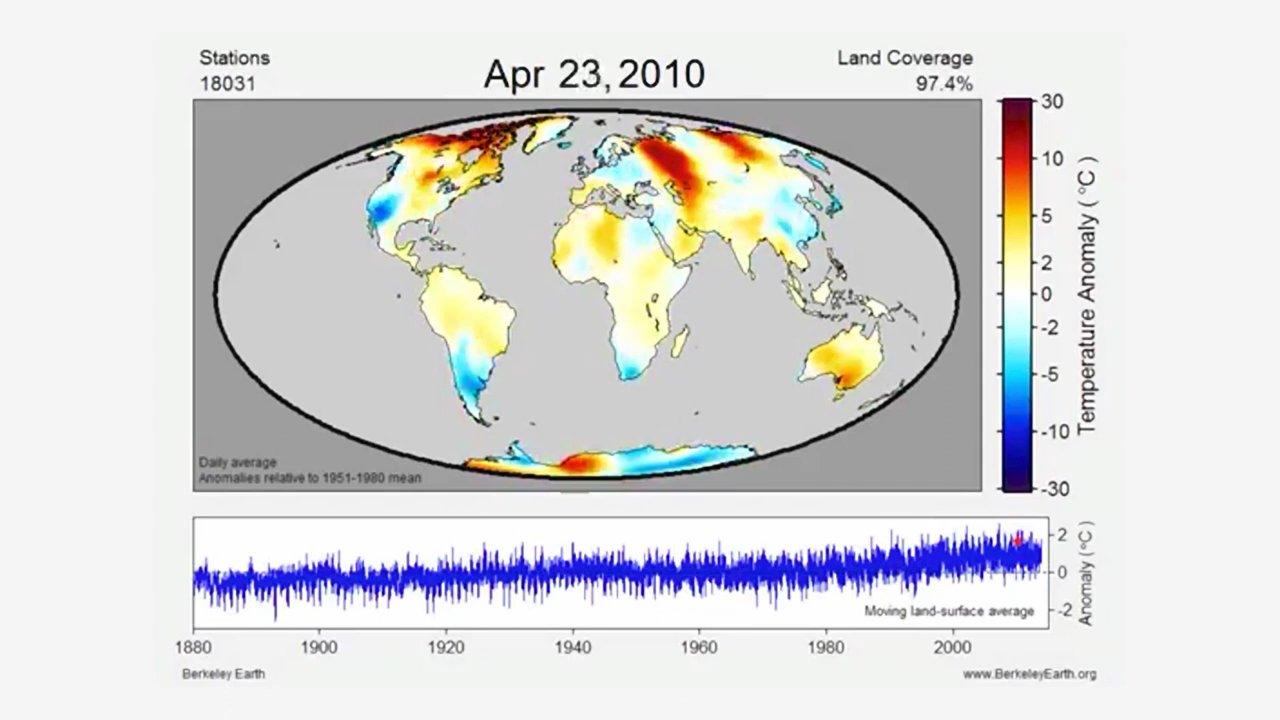 Stations
18031
Apr 23, 2010
Land Coverage
97.4%
30
10
5
2
0
-2
-5
-10
-30
Temperature Anomaly (°C)
Daily average
Anomalies relative to 1951-1980 mean
2
0
-2
Anomaly (°C)
Moving land-surface average
1880 1900 1920 1940 1960 1980 2000
Berkeley Earth
www.BerkeleyEarth.org